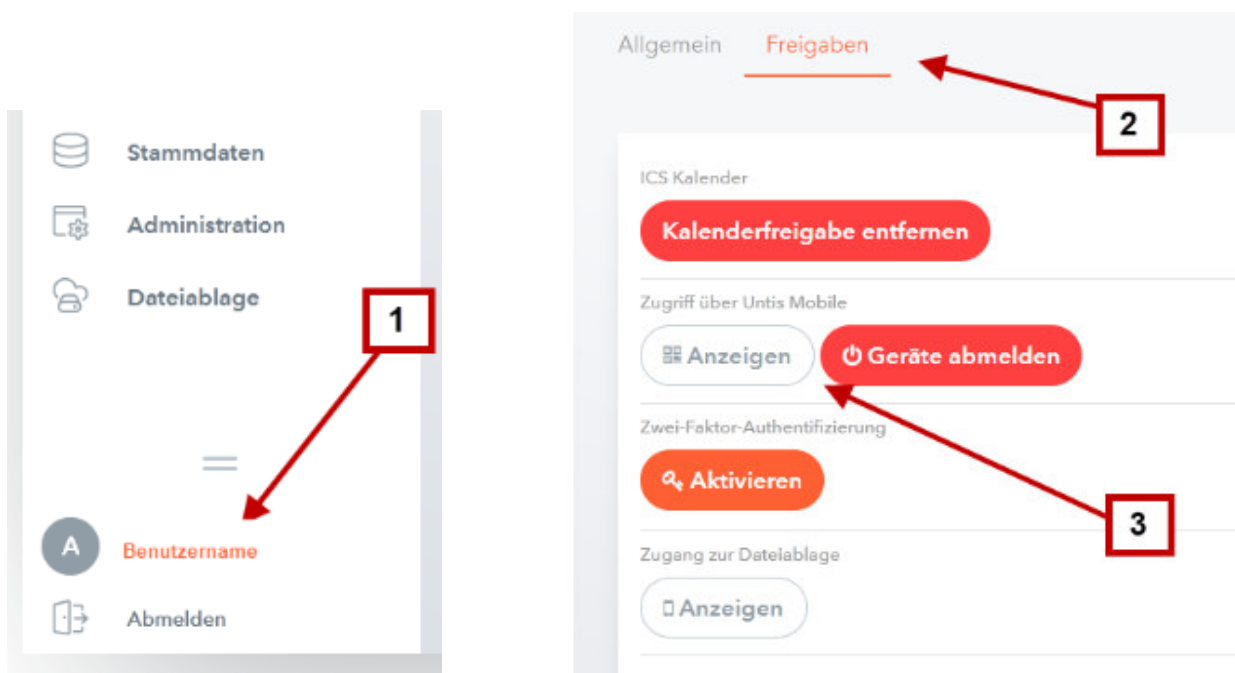 Stammdaten
Administration
Dateiablage
1
A
Benutzername
Abmelden
Allgemein Freigaben
2
ICS Kalender
Kalenderfreigabe entfernen
Zugriff über Untis Mobile
Anzeigen Geräte abmelden
Zwei-Faktor-Authentifizierung
Aktivieren
3
Zugang zur Dateiablage
Anzeigen